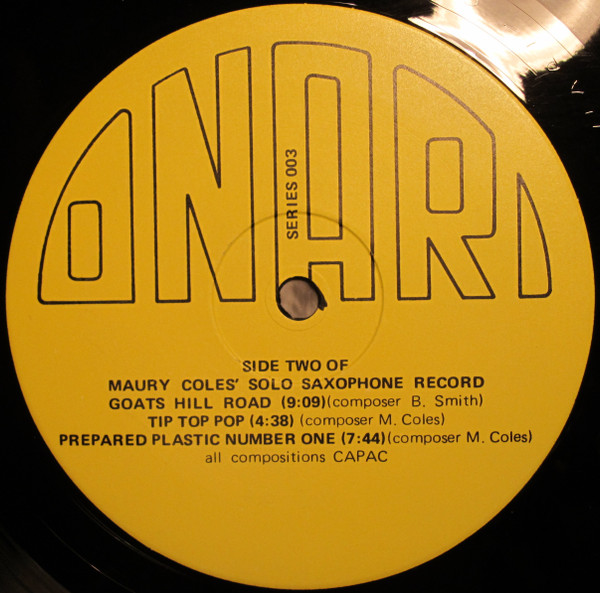 ONARI
SERIES 003
SIDE TWO OF
MAURY COLES' SOLO SAXOPHONE RECORD
GOATS HILL ROAD (9:09)(composer B. Smith)
TIP TOP POP (4:38) (composer M. Coles)
PREPARED PLASTIC NUMBER ONE (7:44)(composer M. Coles)
all compositions CAPAC